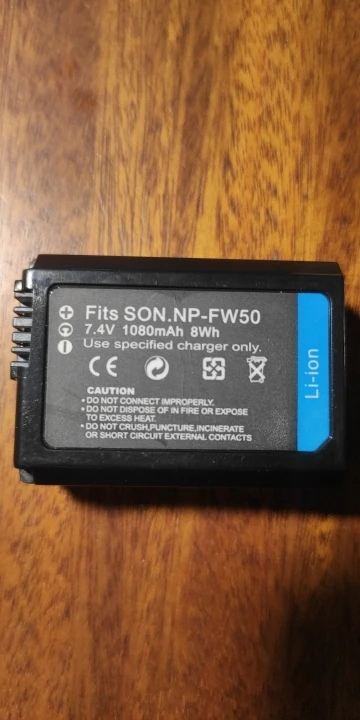 Fits SON.NP-FW50
7.4V 1080mAh 8Wh
Use specified charger only.
CE
CAUTION
• DO NOT CONNECT IMPROPERLY.
• DO NOT DISPOSE OF IN FIRE OR EXPOSE
TO EXCESS HEAT.
• DO NOT CRUSH,PUNCTURE,INCINERATE
OR SHORT CIRCUIT EXTERNAL CONTACTS
Li-ion